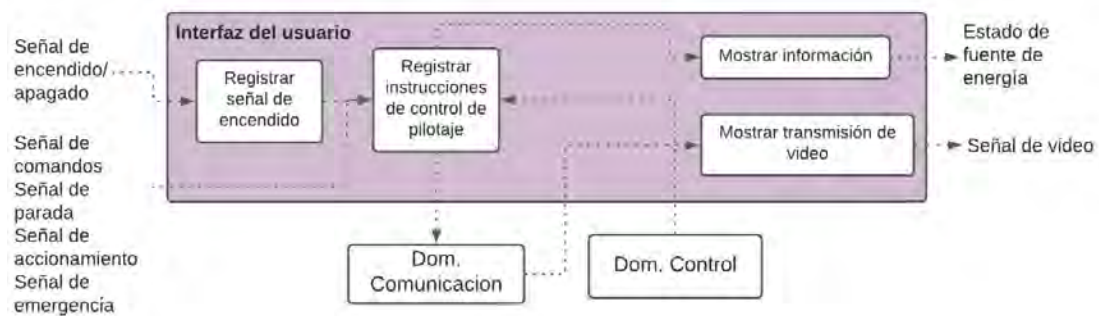 Señal de
encendido/
apagado
Señal de
comandos
Señal de
parada
Señal de
accionamiento
Señal de
emergencia
Interfaz del usuario
Registrar
señal de
encendido
Registrar
instrucciones
de control de
pilotaje
Mostrar información
Mostrar transmisión de
video
Dom.
Comunicacion
Dom. Control
Estado de
fuente de
energía
Señal de video